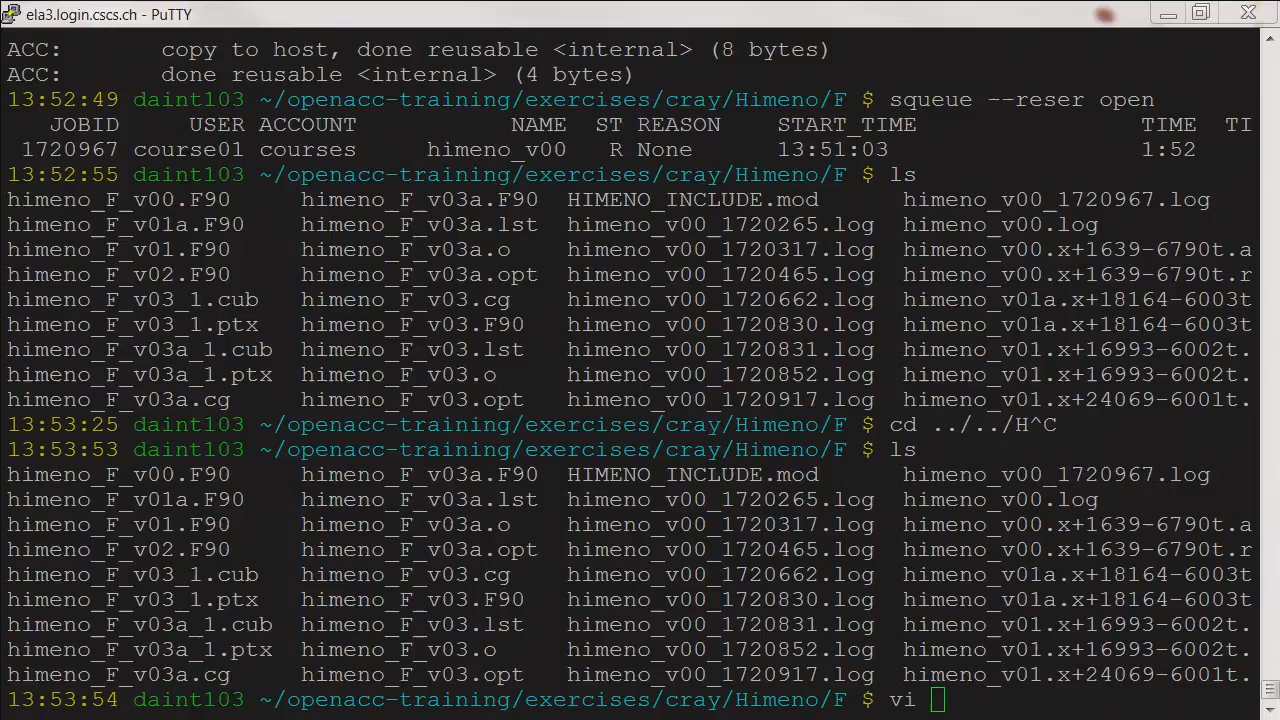 ela3.login.cscs.ch - PuTTY
ACC:       copy to host, done reusable <internal> (8 bytes)
ACC:       done reusable <internal> (4 bytes)
13:52:49 daint103 ~/openacc-training/exercises/cray/Himeno/F $ squeue --reser open
JOBID     USER ACCOUNT           NAME  ST REASON    START_TIME                TIME  TI
1720967 course01 courses     himeno_v00   R None      13:51:03                  1:52
13:52:55 daint103 ~/openacc-training/exercises/cray/Himeno/F $ ls
himeno_F_v00.F90     himeno_F_v03a.F90  HIMENO_INCLUDE.mod      himeno_v00_1720967.log
himeno_F_v01a.F90    himeno_F_v03a.lst  himeno_v00_1720265.log  himeno_v00.log
himeno_F_v01.F90     himeno_F_v03a.o    himeno_v00_1720317.log  himeno_v00.x+1639-6790t.a
himeno_F_v02.F90     himeno_F_v03a.opt  himeno_v00_1720465.log  himeno_v00.x+1639-6790t.r
himeno_F_v03_1.cub   himeno_F_v03.cg    himeno_v00_1720662.log  himeno_v01a.x+18164-6003t
himeno_F_v03_1.ptx   himeno_F_v03.F90   himeno_v00_1720830.log  himeno_v01a.x+18164-6003t
himeno_F_v03a_1.cub  himeno_F_v03.lst   himeno_v00_1720831.log  himeno_v01.x+16993-6002t.
himeno_F_v03a_1.ptx  himeno_F_v03.o     himeno_v00_1720852.log  himeno_v01.x+16993-6002t.
himeno_F_v03a.cg     himeno_F_v03.opt   himeno_v00_1720917.log  himeno_v01.x+24069-6001t.
13:53:25 daint103 ~/openacc-training/exercises/cray/Himeno/F $ cd ../../H^C
13:53:53 daint103 ~/openacc-training/exercises/cray/Himeno/F $ ls
himeno_F_v00.F90     himeno_F_v03a.F90  HIMENO_INCLUDE.mod      himeno_v00_1720967.log
himeno_F_v01a.F90    himeno_F_v03a.lst  himeno_v00_1720265.log  himeno_v00.log
himeno_F_v01.F90     himeno_F_v03a.o    himeno_v00_1720317.log  himeno_v00.x+1639-6790t.a
himeno_F_v02.F90     himeno_F_v03a.opt  himeno_v00_1720465.log  himeno_v00.x+1639-6790t.r
himeno_F_v03_1.cub   himeno_F_v03.cg    himeno_v00_1720662.log  himeno_v01a.x+18164-6003t
himeno_F_v03_1.ptx   himeno_F_v03.F90   himeno_v00_1720830.log  himeno_v01a.x+18164-6003t
himeno_F_v03a_1.cub  himeno_F_v03.lst   himeno_v00_1720831.log  himeno_v01.x+16993-6002t.
himeno_F_v03a_1.ptx  himeno_F_v03.o     himeno_v00_1720852.log  himeno_v01.x+16993-6002t.
himeno_F_v03a.cg     himeno_F_v03.opt   himeno_v00_1720917.log  himeno_v01.x+24069-6001t.
13:53:54 daint103 ~/openacc-training/exercises/cray/Himeno/F $ vi